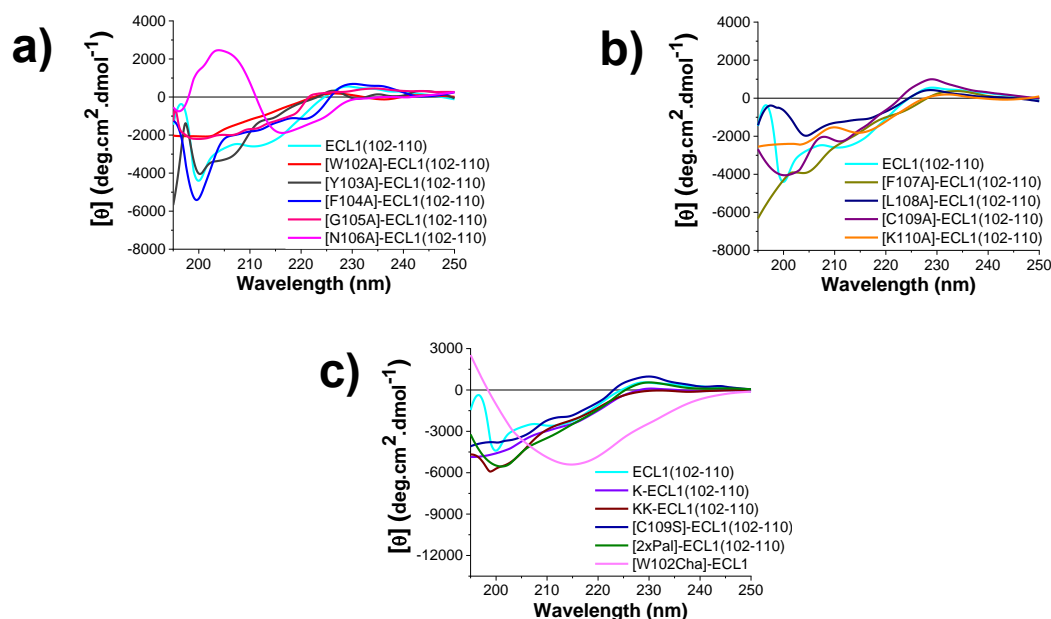 a)
[θ] (deg.cm².dmol⁻¹)
4000
2000
0
-2000
-4000
-6000
-8000
ECL1(102-110)
[W102A]-ECL1(102-110)
[Y103A]-ECL1(102-110)
[F104A]-ECL1(102-110)
[G105A]-ECL1(102-110)
[N106A]-ECL1(102-110)
200 210 220 230 240 250
Wavelength (nm)
b)
[θ] (deg.cm².dmol⁻¹)
4000
2000
0
-2000
-4000
-6000
-8000
ECL1(102-110)
[F107A]-ECL1(102-110)
[L108A]-ECL1(102-110)
[C109A]-ECL1(102-110)
[K110A]-ECL1(102-110)
200 210 220 230 240 250
Wavelength (nm)
c)
[θ] (deg.cm².dmol⁻¹)
3000
0
-3000
-6000
-9000
-12000
ECL1(102-110)
K-ECL1(102-110)
KK-ECL1(102-110)
[C109S]-ECL1(102-110)
[2xPal]-ECL1(102-110)
[W102Cha]-ECL1
200 210 220 230 240 250
Wavelength (nm)